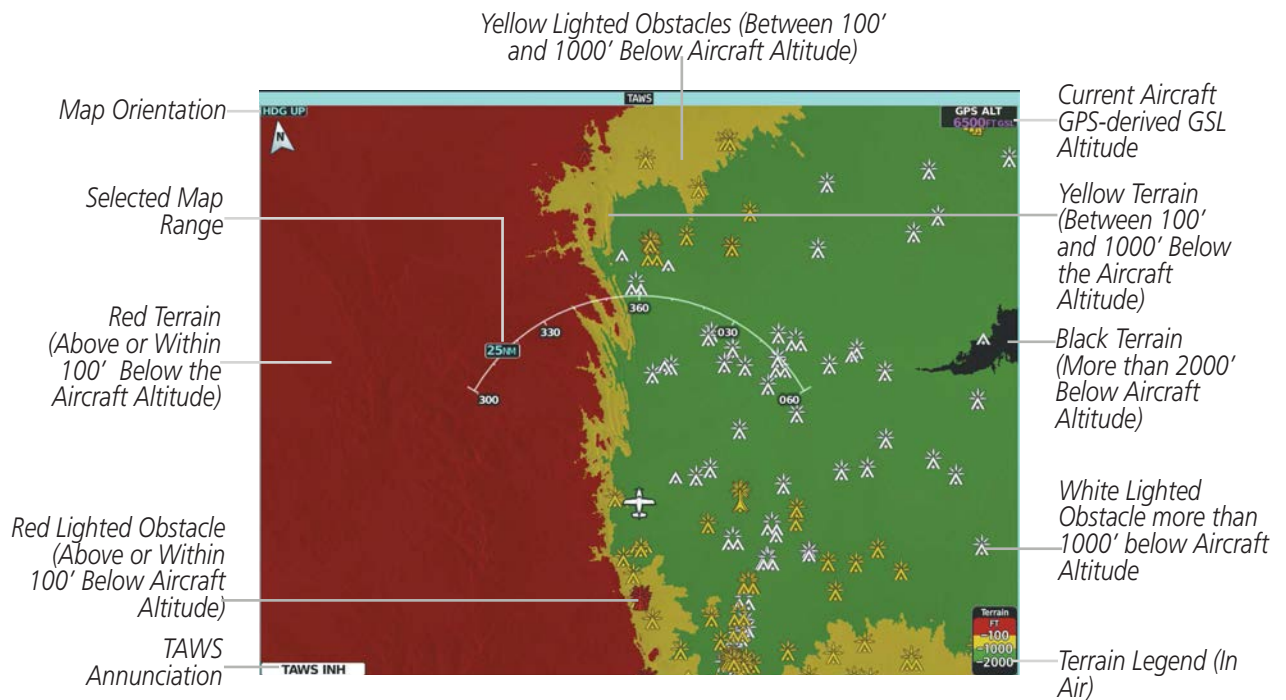 Yellow Lighted Obstacles (Between 100'
and 1000' Below Aircraft Altitude)
Map Orientation
Selected Map
Range
Red Terrain
(Above or Within
100' Below the
Aircraft Altitude)
Red Lighted Obstacle
(Above or Within
100' Below Aircraft
Altitude)
TAWS
Annunciation
TAWS
HDG UP
N
GPS ALT
6500FT GSL
360
330
030
25NM
300
060
TAWS INH
Terrain
FT
-100
-1000
-2000
Current Aircraft
GPS-derived GSL
Altitude
Yellow Terrain
(Between 100'
and 1000' Below
the Aircraft
Altitude)
Black Terrain
(More than 2000'
Below Aircraft
Altitude)
White Lighted
Obstacle more than
1000' below Aircraft
Altitude
Terrain Legend (In
Air)